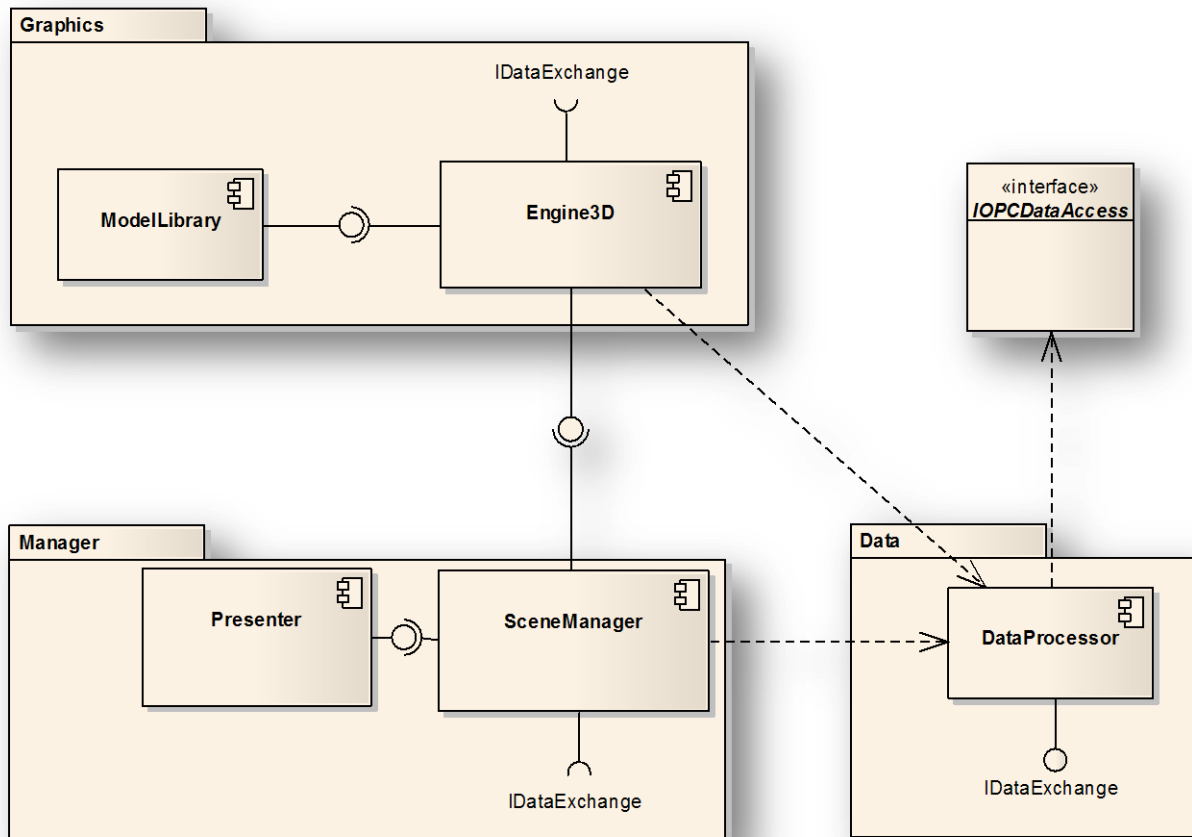 Graphics
IDataExchange
ModelLibrary
Engine3D
«interface»
IOPCDataAccess
Manager
Presenter
SceneManager
IDataExchange
Data
DataProcessor
IDataExchange